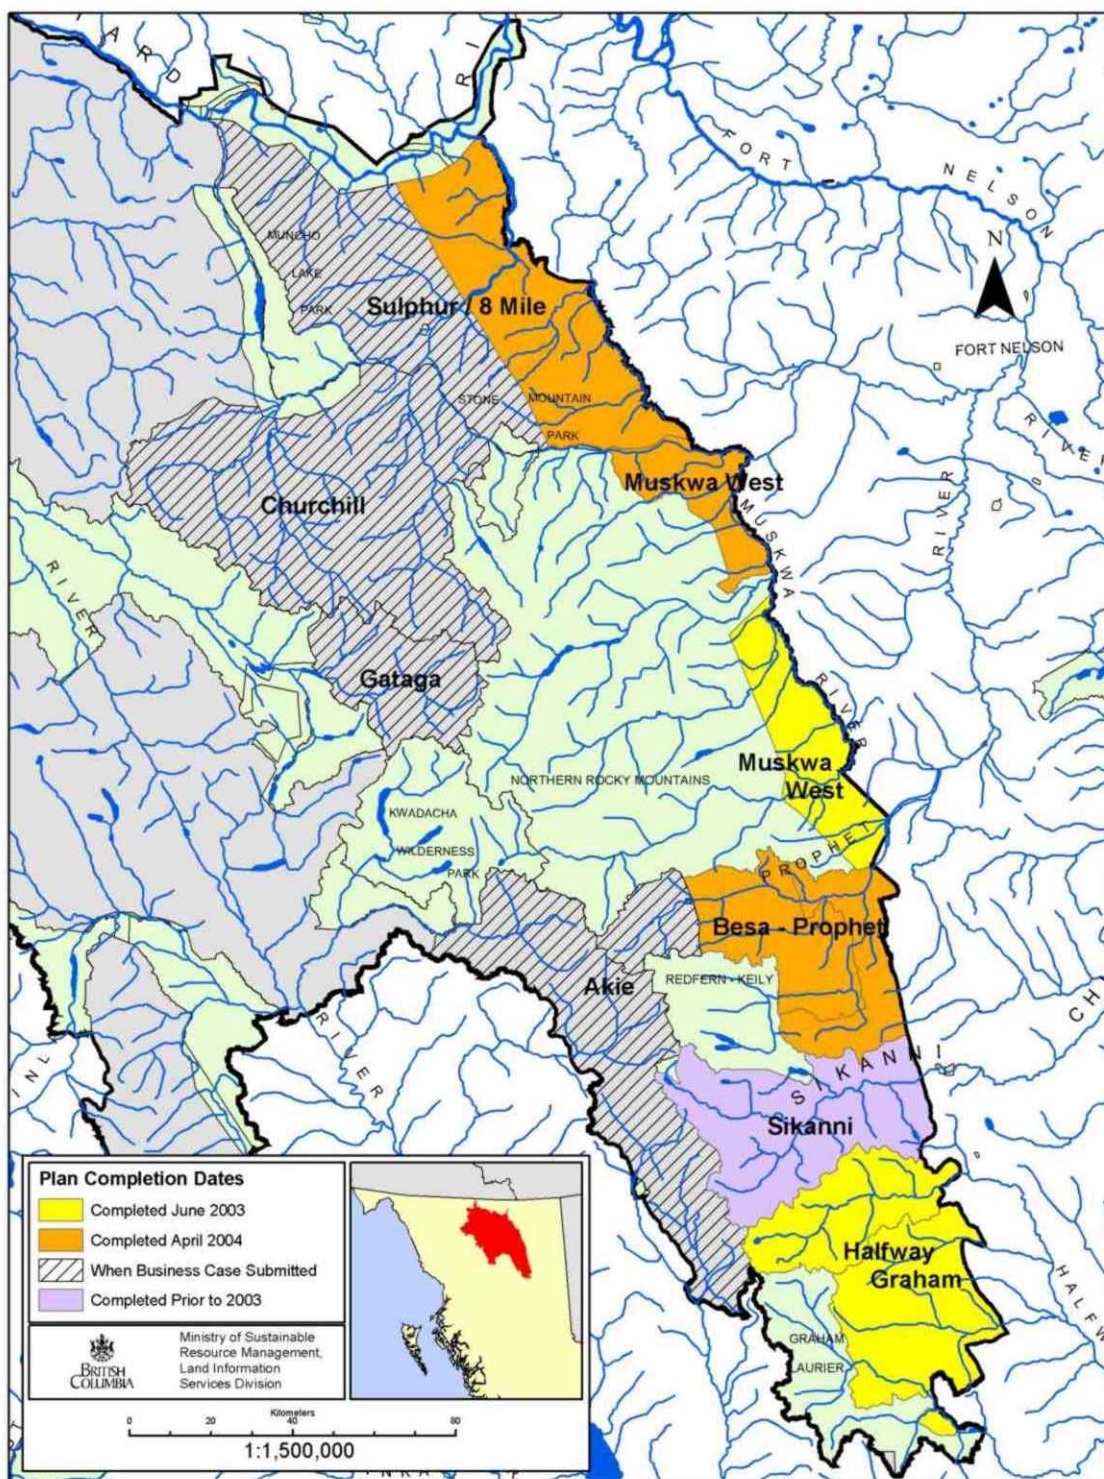 ARD
RI
FORT
NELSON
N
FORT NELSON
RIVER
RIVER
MUNCHO
LAKE
PARK
Sulphur / 8 Mile
STONE
MOUNTAIN
PARK
Muskwa West
Churchill
MUSKWA
RIVER
RIVER
Gataga
Muskwa
West
NORTHERN ROCKY MOUNTAINS
KWADACHA
WILDERNESS
PARK
PROPHET
Besa - Prophet
REDFERN - KEILY
Akie
RIVER
INL
CH
SIKANNI
Sikanni
Halfway
Graham
HALFW
GRAHAM
LAURIER
Plan Completion Dates
Completed June 2003
Completed April 2004
When Business Case Submitted
Completed Prior to 2003
BRITISH
COLUMBIA
Ministry of Sustainable
Resource Management,
Land Information
Services Division
Kilometers
0 20 40 80
1:1,500,000